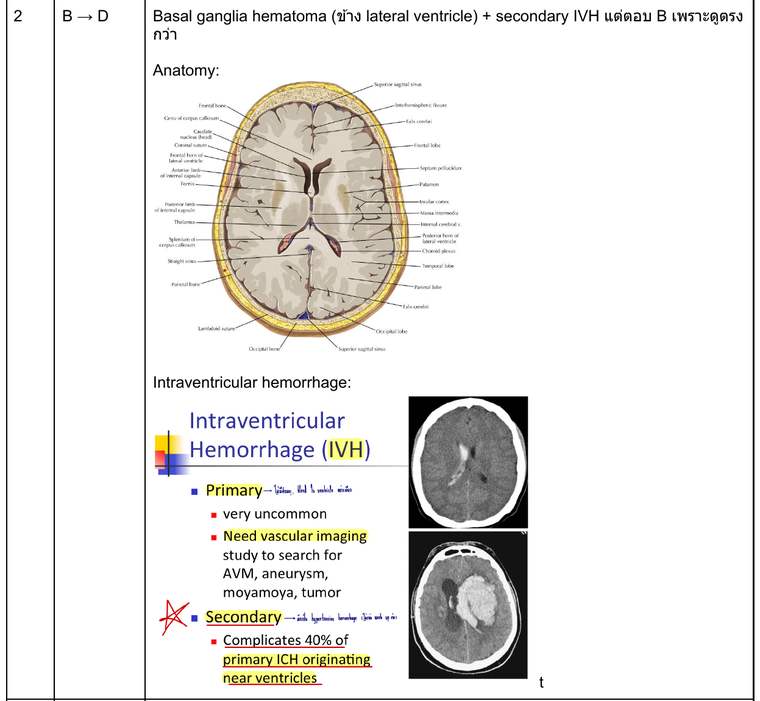 2
B → D
Basal ganglia hematoma (ข้าง lateral ventricle) + secondary IVH แต่ตอบ B เพราะดูตรง
กว่า
Anatomy:
Superior sagittal sinus
Frontal bone
Interhemispheric fissure
Genu of corpus callosum
Falx cerebri
Caudate
nucleus (head)
Coronal suture
Frontal lobe
Frontal horn of
lateral ventricle
Anterior limb
of internal capsule
Septum pellucidum
Fornix
Putamen
Posterior limb
of internal capsule
Insular cortex
Massa intermedia
Thalamus
Internal cerebral v.
Splenium of
corpus callosum
Posterior horn of
lateral ventricle
Choroid plexus
Straight sinus
Temporal lobe
Parietal bone
Parietal lobe
Falx cerebri
Lambdoid suture
Occipital lobe
Occipital bone
Superior sagittal sinus
Intraventricular hemorrhage:
Intraventricular
Hemorrhage (IVH)
Primary
very uncommon
Need vascular imaging
study to search for
AVM, aneurysm,
moyamoya, tumor
Secondary
Complicates 40% of
primary ICH originating
near ventricles
t